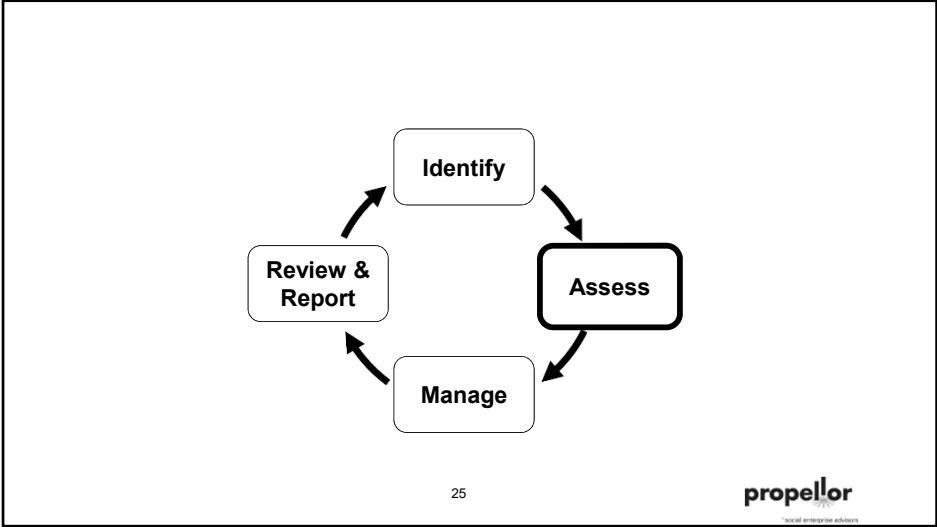 Identify
Review &
Report
Assess
Manage
25
propellor
social enterprise advisors